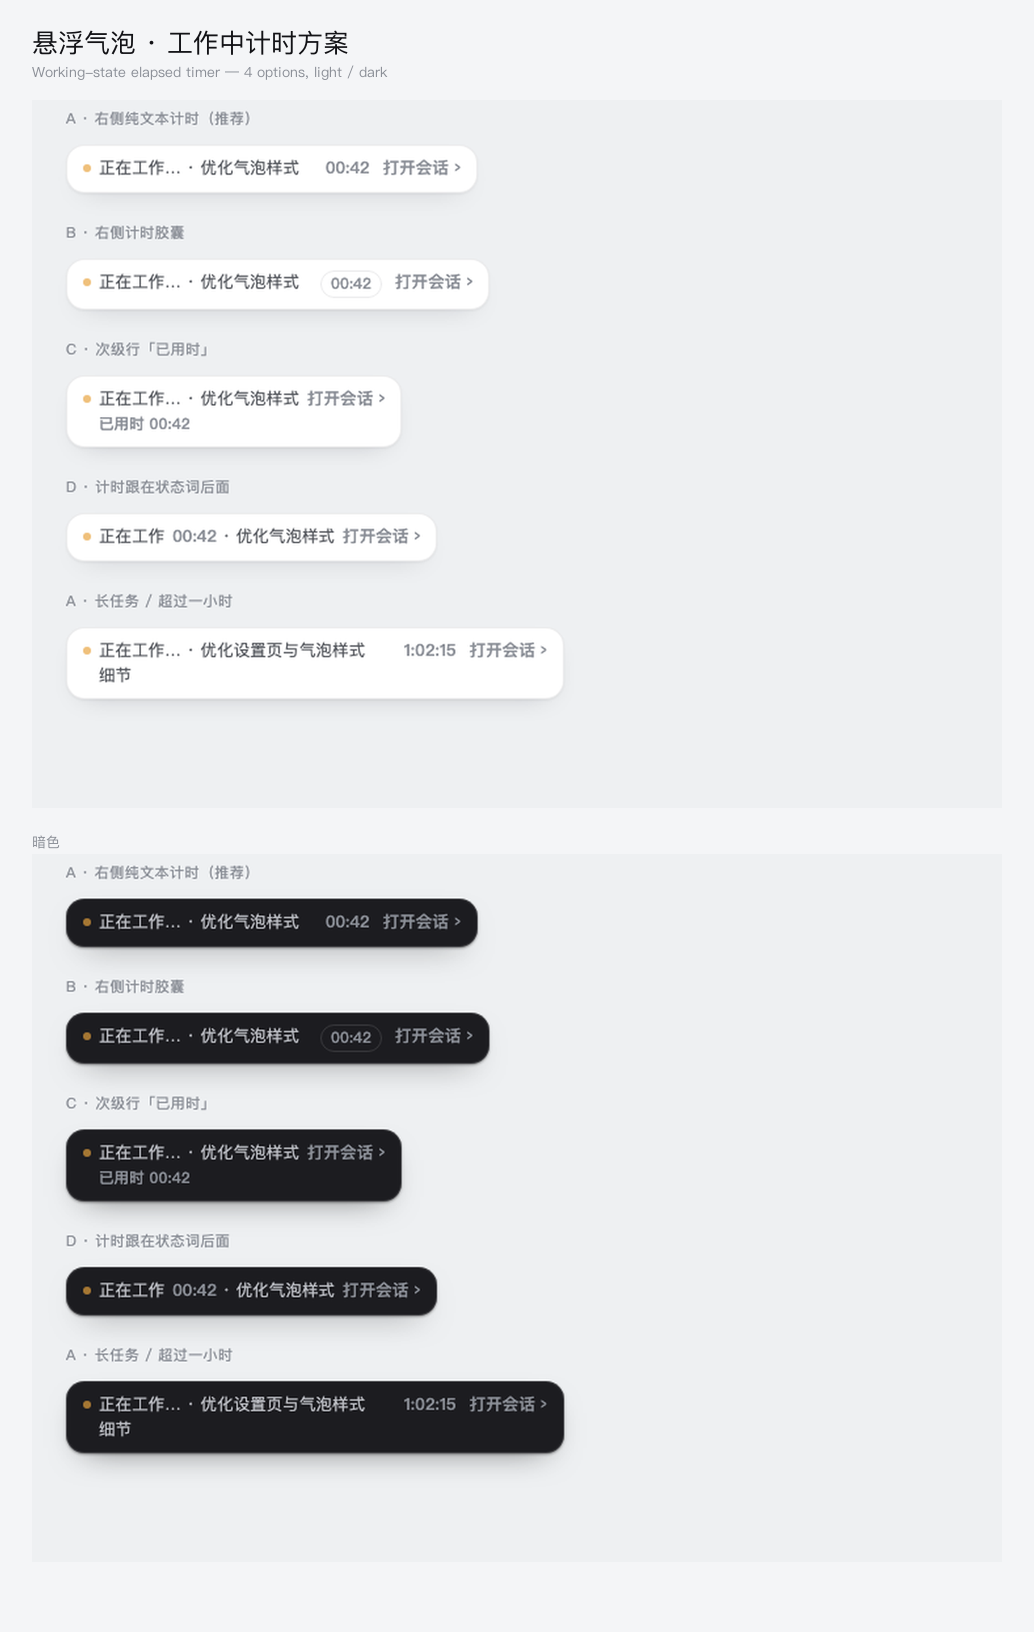 悬浮气泡 · 工作中计时方案
Working-state elapsed timer — 4 options, light / dark
A · 右侧纯文本计时（推荐）
正在工作… · 优化气泡样式 00:42 打开会话 ›
B · 右侧计时胶囊
正在工作… · 优化气泡样式 00:42 打开会话 ›
C · 次级行「已用时」
正在工作… · 优化气泡样式 打开会话 ›
已用时 00:42
D · 计时跟在状态词后面
正在工作 00:42 · 优化气泡样式 打开会话 ›
A · 长任务 / 超过一小时
正在工作… · 优化设置页与气泡样式 1:02:15 打开会话 ›
细节
暗色
A · 右侧纯文本计时（推荐）
正在工作… · 优化气泡样式 00:42 打开会话 ›
B · 右侧计时胶囊
正在工作… · 优化气泡样式 00:42 打开会话 ›
C · 次级行「已用时」
正在工作… · 优化气泡样式 打开会话 ›
已用时 00:42
D · 计时跟在状态词后面
正在工作 00:42 · 优化气泡样式 打开会话 ›
A · 长任务 / 超过一小时
正在工作… · 优化设置页与气泡样式 1:02:15 打开会话 ›
细节